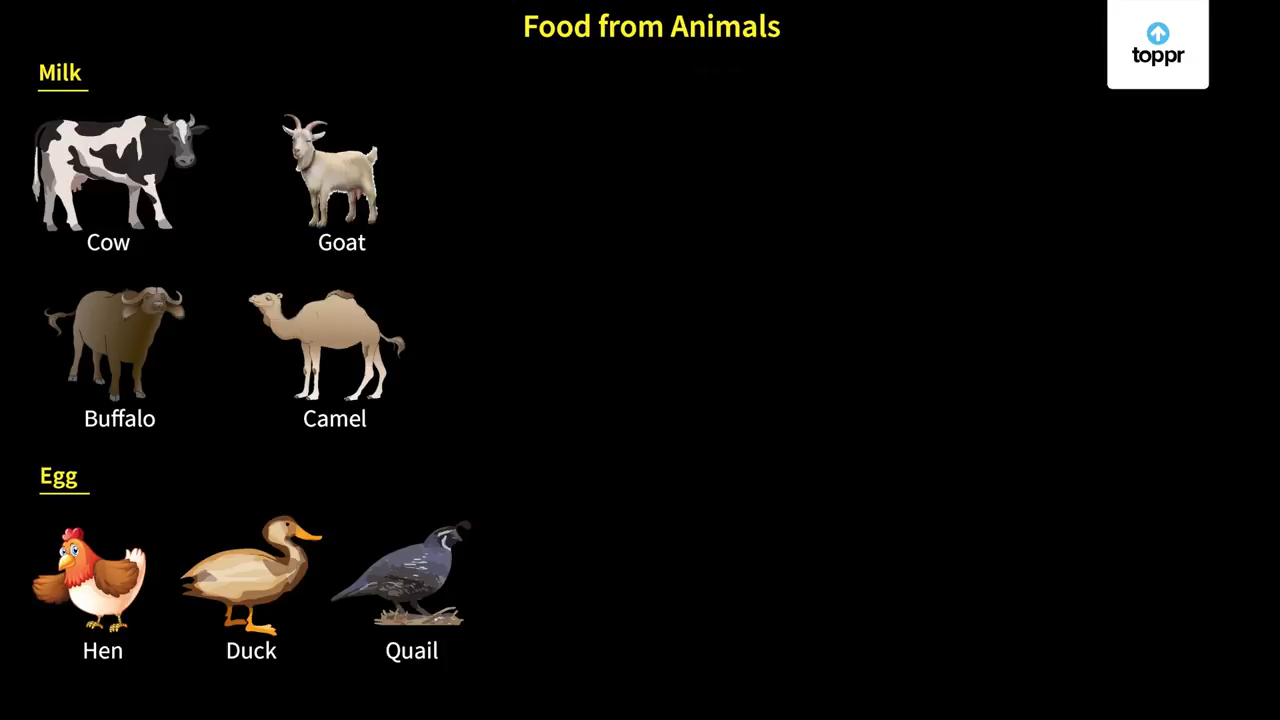 Food from Animals
toppr
Milk
Cow
Goat
Buffalo
Camel
Egg
Hen
Duck
Quail